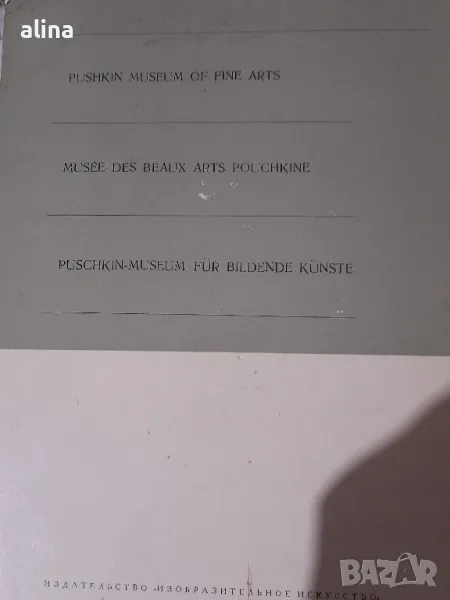 alina
PUSHKIN MUSEUM OF FINE ARTS
MUSÉE DES BEAUX ARTS POUCHKINE
PUSCHKIN-MUSEUM FÜR BILDENDE KÜNSTE
ИЗДАТЕЛЬСТВО «ИЗОБРАЗИТЕЛЬНОЕ ИСКУССТВО»
BAZAR